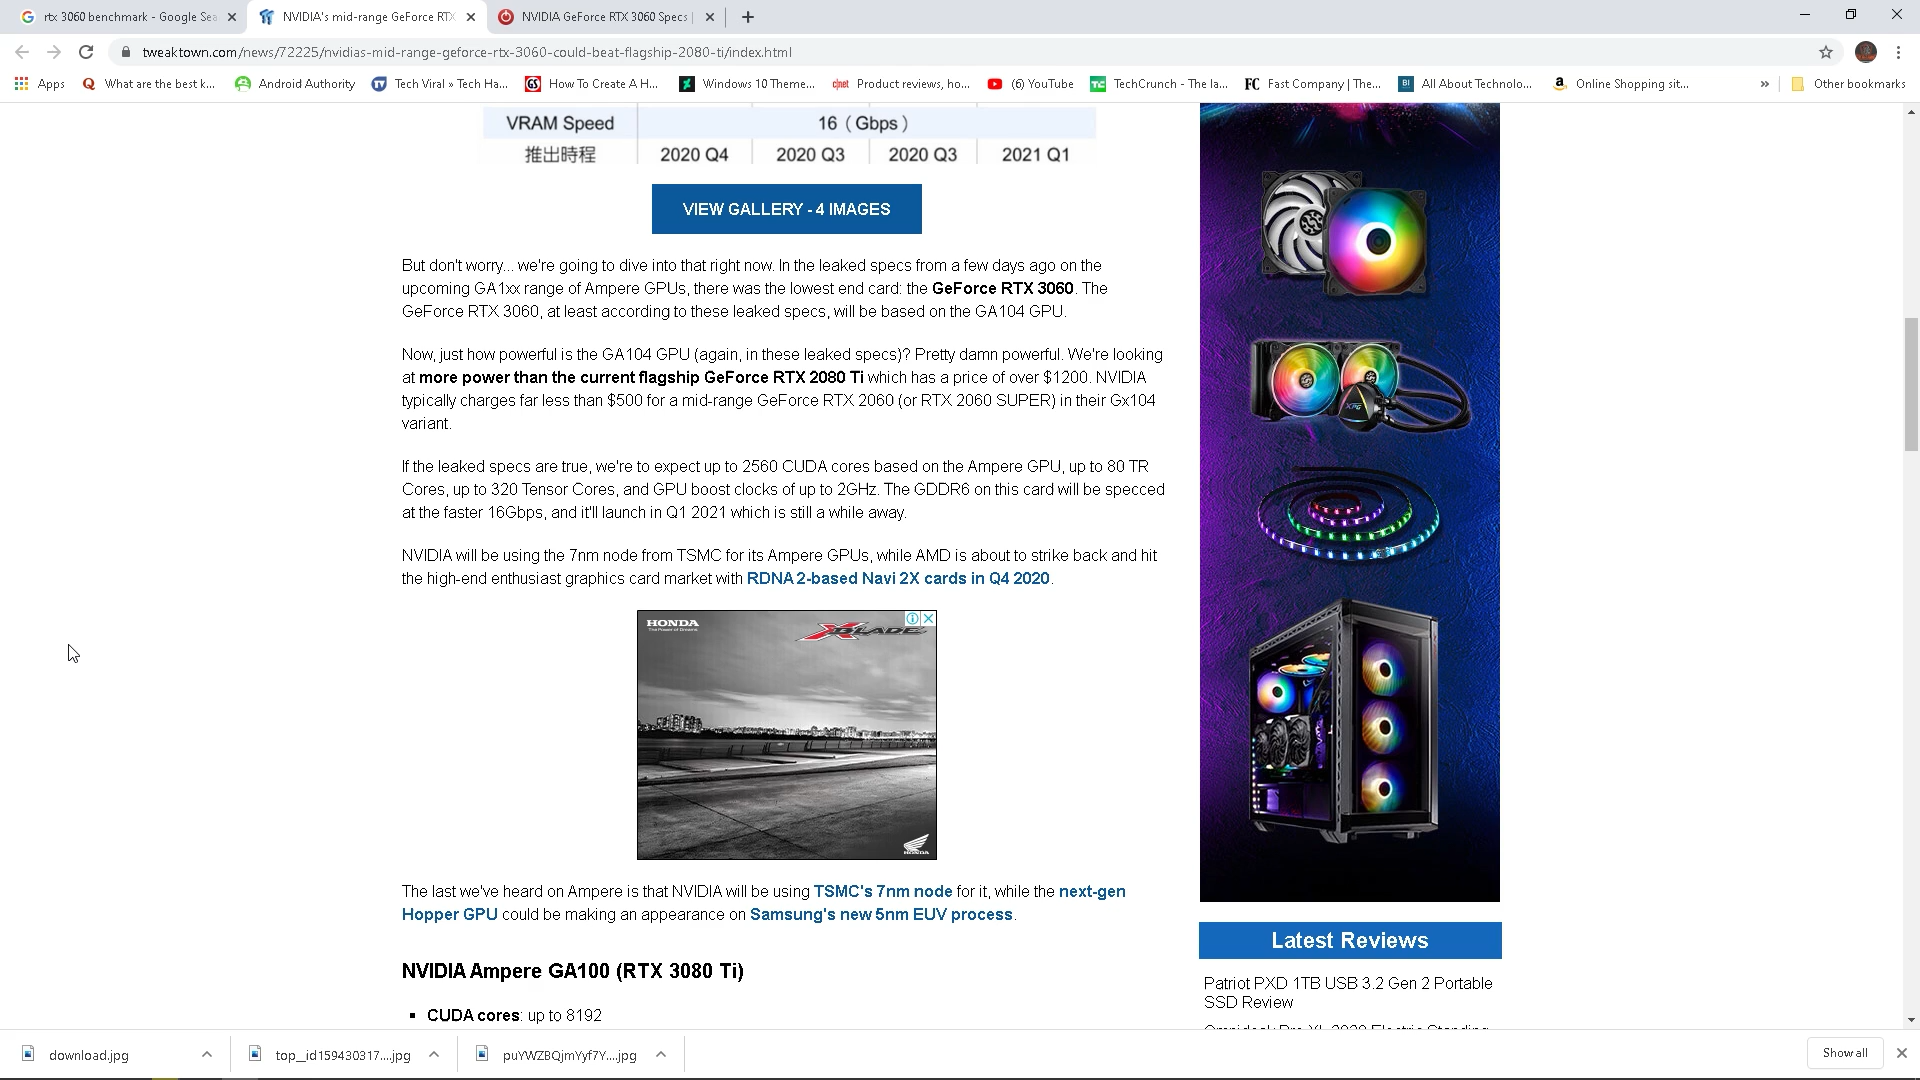 rtx 3060 benchmark - Google Sea
NVIDIA's mid-range GeForce RTX
NVIDIA GeForce RTX 3060 Specs |
tweaktown.com/news/72225/nvidias-mid-range-geforce-rtx-3060-could-beat-flagship-2080-ti/index.html
Apps
What are the best k...
Android Authority
Tech Viral » Tech Ha...
How To Create A H...
Windows 10 Theme...
Product reviews, ho...
(6) YouTube
TechCrunch - The la...
Fast Company | The...
All About Technolo...
Online Shopping sit...
»
Other bookmarks
VRAM Speed 16 (Gbps)
推出時程 2020 Q4 2020 Q3 2020 Q3 2021 Q1
VIEW GALLERY - 4 IMAGES
But don't worry... we're going to dive into that right now. In the leaked specs from a few days ago on the
upcoming GA1xx range of Ampere GPUs, there was the lowest end card: the GeForce RTX 3060. The
GeForce RTX 3060, at least according to these leaked specs, will be based on the GA104 GPU.
Now, just how powerful is the GA104 GPU (again, in these leaked specs)? Pretty damn powerful. We're looking
at more power than the current flagship GeForce RTX 2080 Ti which has a price of over $1200. NVIDIA
typically charges far less than $500 for a mid-range GeForce RTX 2060 (or RTX 2060 SUPER) in their Gx104
variant.
If the leaked specs are true, we're to expect up to 2560 CUDA cores based on the Ampere GPU, up to 80 TR
Cores, up to 320 Tensor Cores, and GPU boost clocks of up to 2GHz. The GDDR6 on this card will be specced
at the faster 16Gbps, and it'll launch in Q1 2021 which is still a while away.
NVIDIA will be using the 7nm node from TSMC for its Ampere GPUs, while AMD is about to strike back and hit
the high-end enthusiast graphics card market with RDNA 2-based Navi 2X cards in Q4 2020.
HONDA
The Power of Dreams
X BLADE
HONDA
The last we've heard on Ampere is that NVIDIA will be using TSMC's 7nm node for it, while the next-gen
Hopper GPU could be making an appearance on Samsung's new 5nm EUV process.
NVIDIA Ampere GA100 (RTX 3080 Ti)
▪ CUDA cores: up to 8192
XPG
Latest Reviews
Patriot PXD 1TB USB 3.2 Gen 2 Portable
SSD Review
download.jpg
top_id159430317....jpg
puYWZBQjmYyf7Y....jpg
Show all